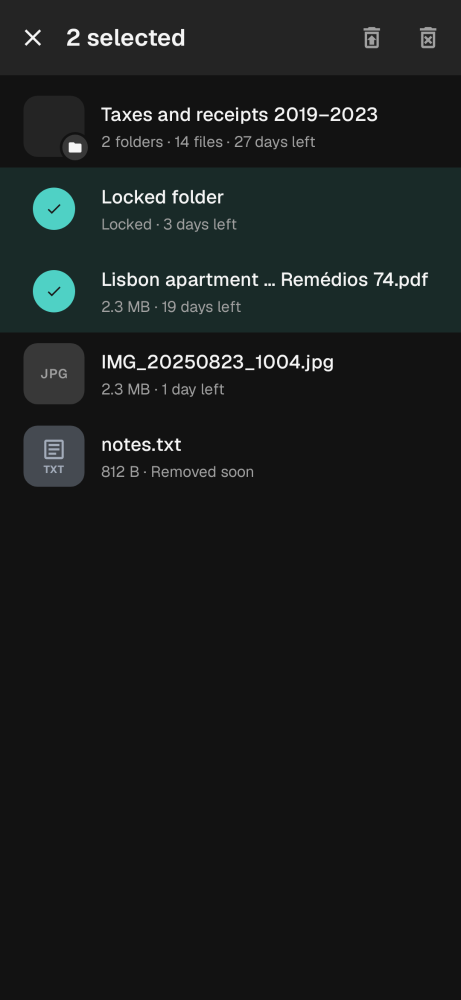 2 selected
Taxes and receipts 2019–2023
2 folders · 14 files · 27 days left
Locked folder
Locked · 3 days left
Lisbon apartment … Remédios 74.pdf
2.3 MB · 19 days left
JPG
IMG_20250823_1004.jpg
2.3 MB · 1 day left
TXT
notes.txt
812 B · Removed soon